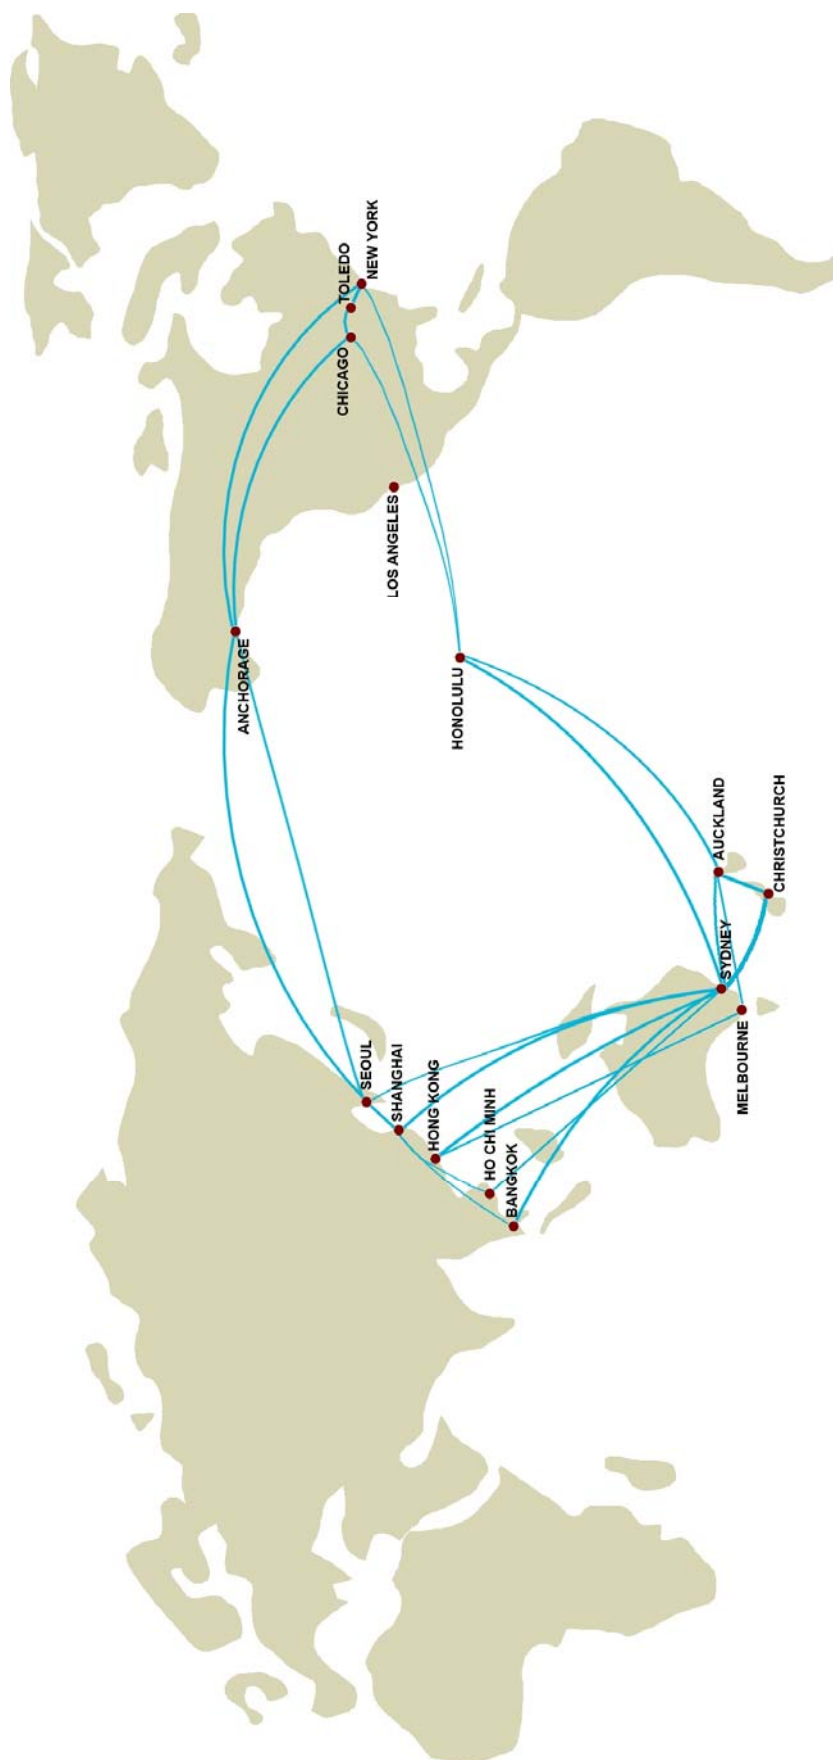 ANCHORAGE
SEOUL
TOLEDO
NEW YORK
CHICAGO
SHANGHAI
LOS ANGELES
HONG KONG
HONOLULU
HO CHI MINH
BANGKOK
AUCKLAND
SYDNEY
MELBOURNE
CHRISTCHURCH